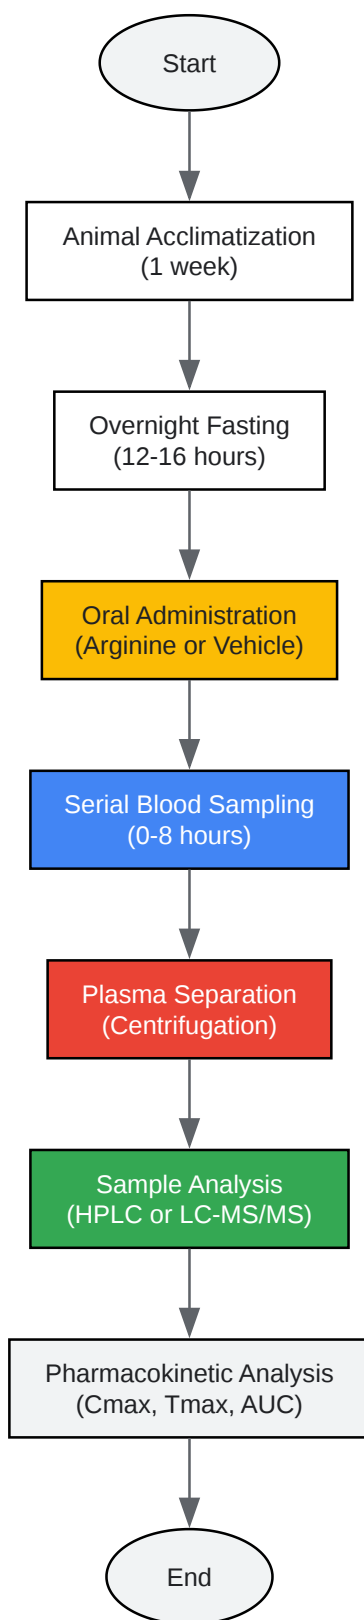 Start
Animal Acclimatization
(1 week)
Overnight Fasting
(12-16 hours)
Oral Administration
(Arginine or Vehicle)
Serial Blood Sampling
(0-8 hours)
Plasma Separation
(Centrifugation)
Sample Analysis
(HPLC or LC-MS/MS)
Pharmacokinetic Analysis
(Cmax, Tmax, AUC)
End